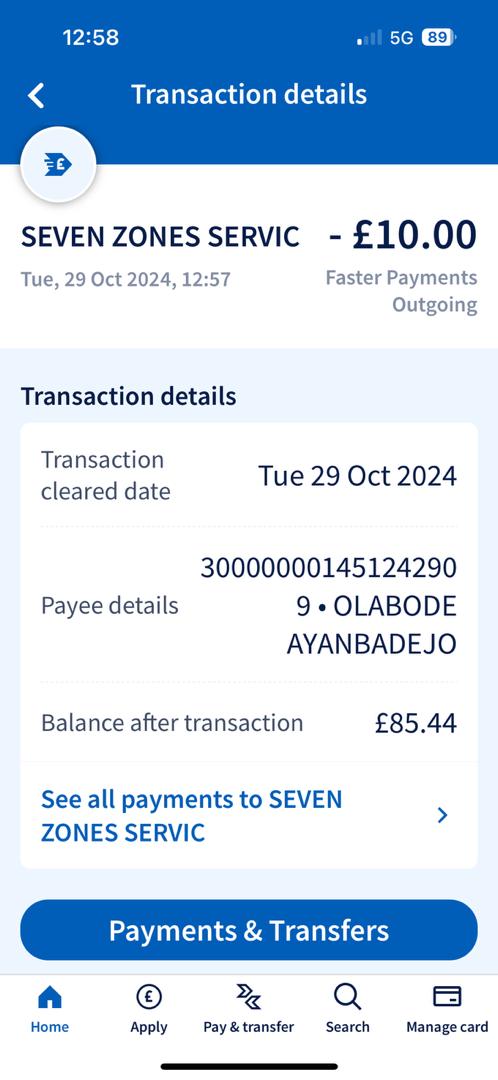 12:58
5G 89
Transaction details
£
SEVEN ZONES SERVIC - £10.00
Tue, 29 Oct 2024, 12:57
Faster Payments
Outgoing
Transaction details
Transaction
cleared date
Tue 29 Oct 2024
Payee details
30000000145124290
9 • OLABODE
AYANBADEJO
Balance after transaction £85.44
See all payments to SEVEN
ZONES SERVIC
Payments & Transfers
£
Home Apply Pay & transfer Search Manage card